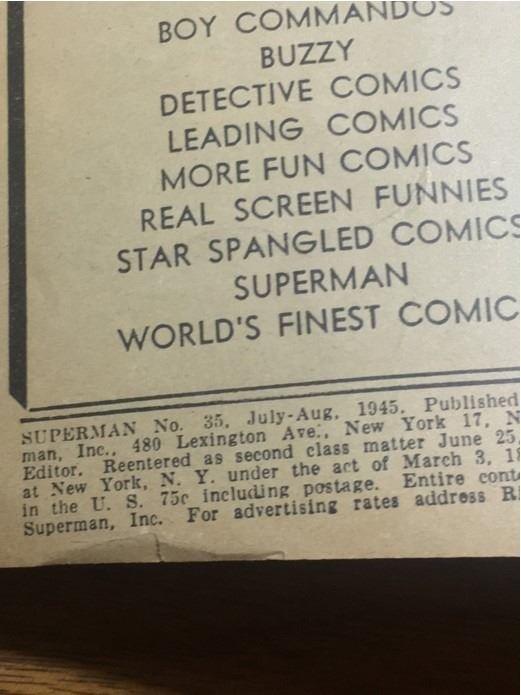 BOY COMMANDOS
BUZZY
DETECTIVE COMICS
LEADING COMICS
MORE FUN COMICS
REAL SCREEN FUNNIES
STAR SPANGLED COMICS
SUPERMAN
WORLD'S FINEST COMIC
SUPERMAN No. 35, July-Aug. 1945. Published
man, Inc., 480 Lexington Ave., New York 17, N
Editor. Reentered as second class matter June 25,
at New York, N. Y. under the act of March 3, 18
in the U. S. 75c including postage. Entire conte
Superman, Inc. For advertising rates address R